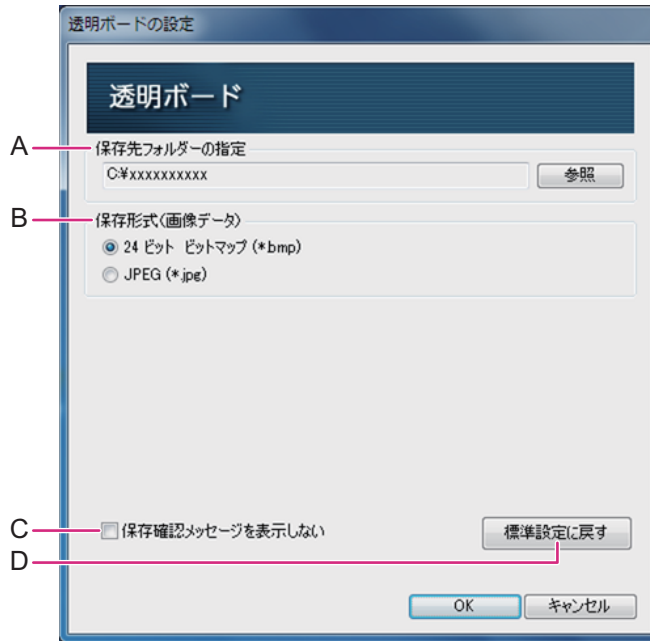 透明ボードの設定
透明ボード
A 保存先フォルダーの指定
C:¥xxxxxxxxxx 参照
B 保存形式(画像データ)
24 ビット ビットマップ (*.bmp)
JPEG (*.jpg)
C 保存確認メッセージを表示しない 標準設定に戻す
D
OK キャンセル